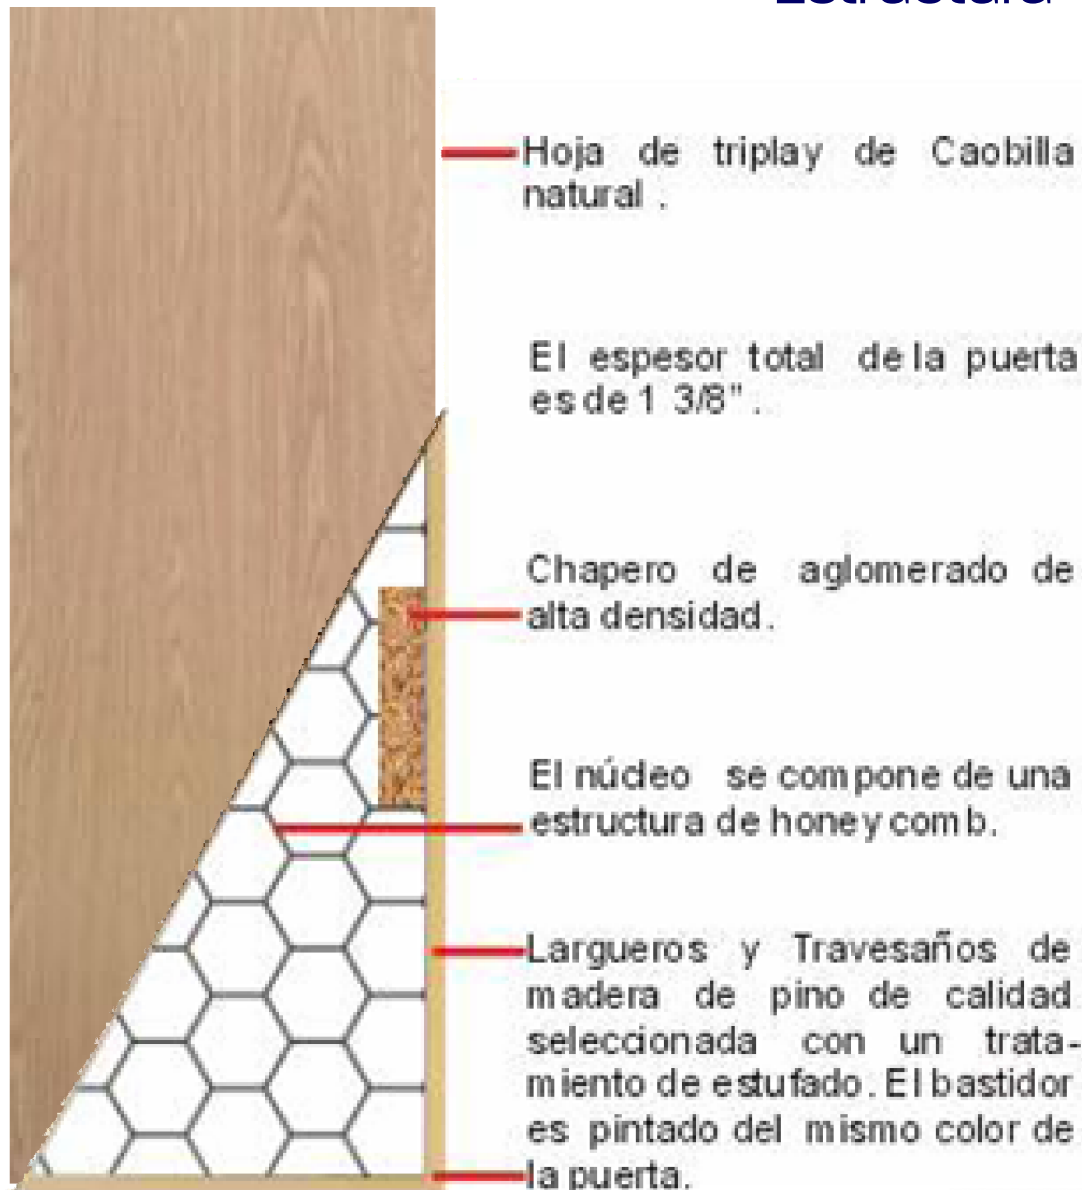 Estructura
Hoja de triplay de Caobilla
natural .
El espesor total de la puerta
es de 1 3/8" .
Chapero de aglomerado de
alta densidad.
El núcleo se compone de una
estructura de honey comb.
Largueros y Travesaños de
madera de pino de calidad
seleccionada con un trata-
miento de estufado. El bastidor
es pintado del mismo color de
la puerta.